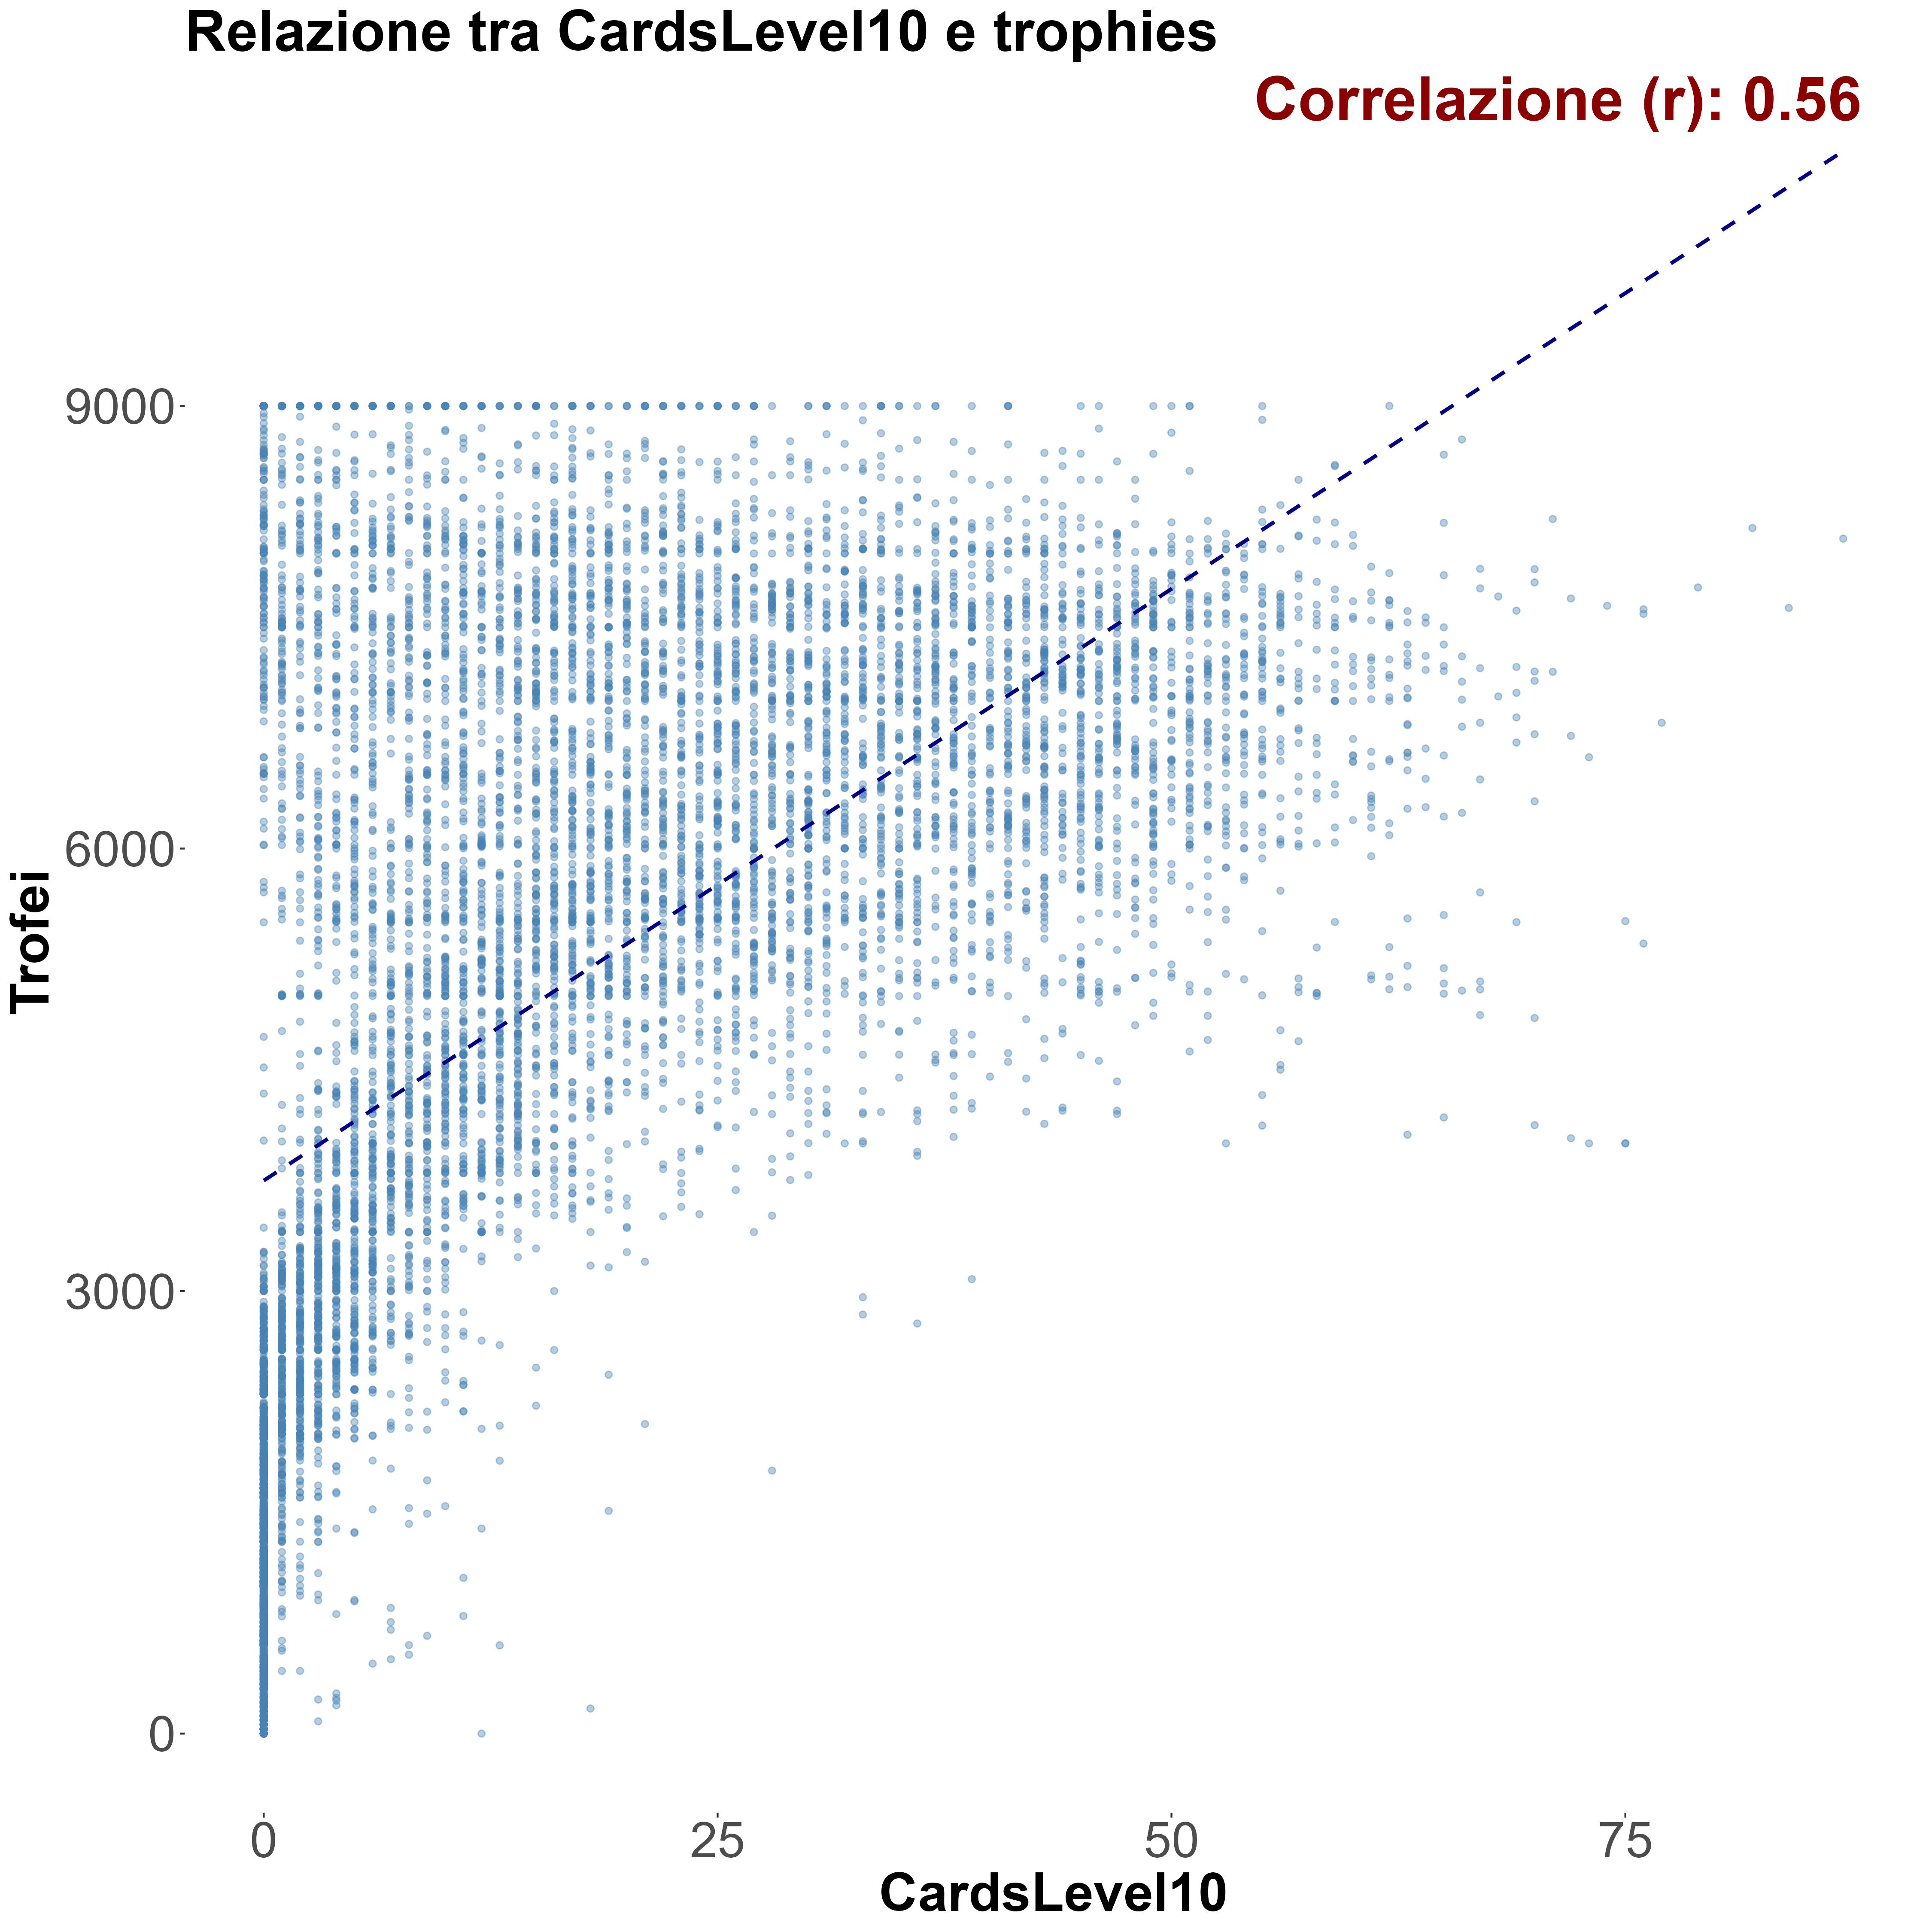 Relazione tra CardsLevel10 e trophies
Correlazione (r): 0.56
9000
6000
3000
0
Trofei
0 25 50 75
CardsLevel10